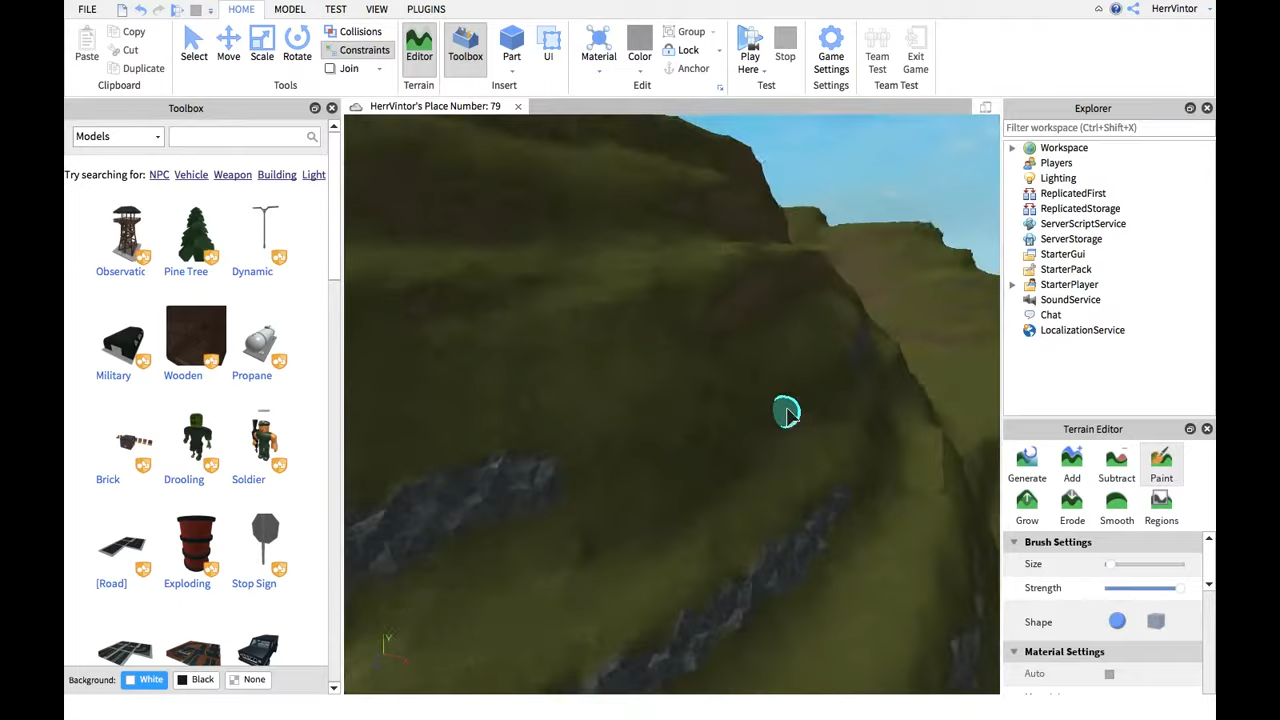 FILE HOME MODEL TEST VIEW PLUGINS HerrVintor
Paste Copy Cut Duplicate Clipboard
Select Move Scale Rotate Collisions Constraints Join Tools
Editor Terrain
Toolbox Part UI Insert
Material Color Group Lock Anchor Edit
Play Here Stop Test
Game Settings Settings
Team Test Exit Game Team Test
Toolbox
Models
Try searching for: NPC Vehicle Weapon Building Light
Observatic Pine Tree Dynamic
Military Wooden Propane
Brick Drooling Soldier
[Road] Exploding Stop Sign
Background: White Black None
HerrVintor's Place Number: 79
Y
Explorer
Filter workspace (Ctrl+Shift+X)
Workspace
Players
Lighting
ReplicatedFirst
ReplicatedStorage
ServerScriptService
ServerStorage
StarterGui
StarterPack
StarterPlayer
SoundService
Chat
LocalizationService
Terrain Editor
Generate Add Subtract Paint
Grow Erode Smooth Regions
Brush Settings
Size
Strength
Shape
Material Settings
Auto